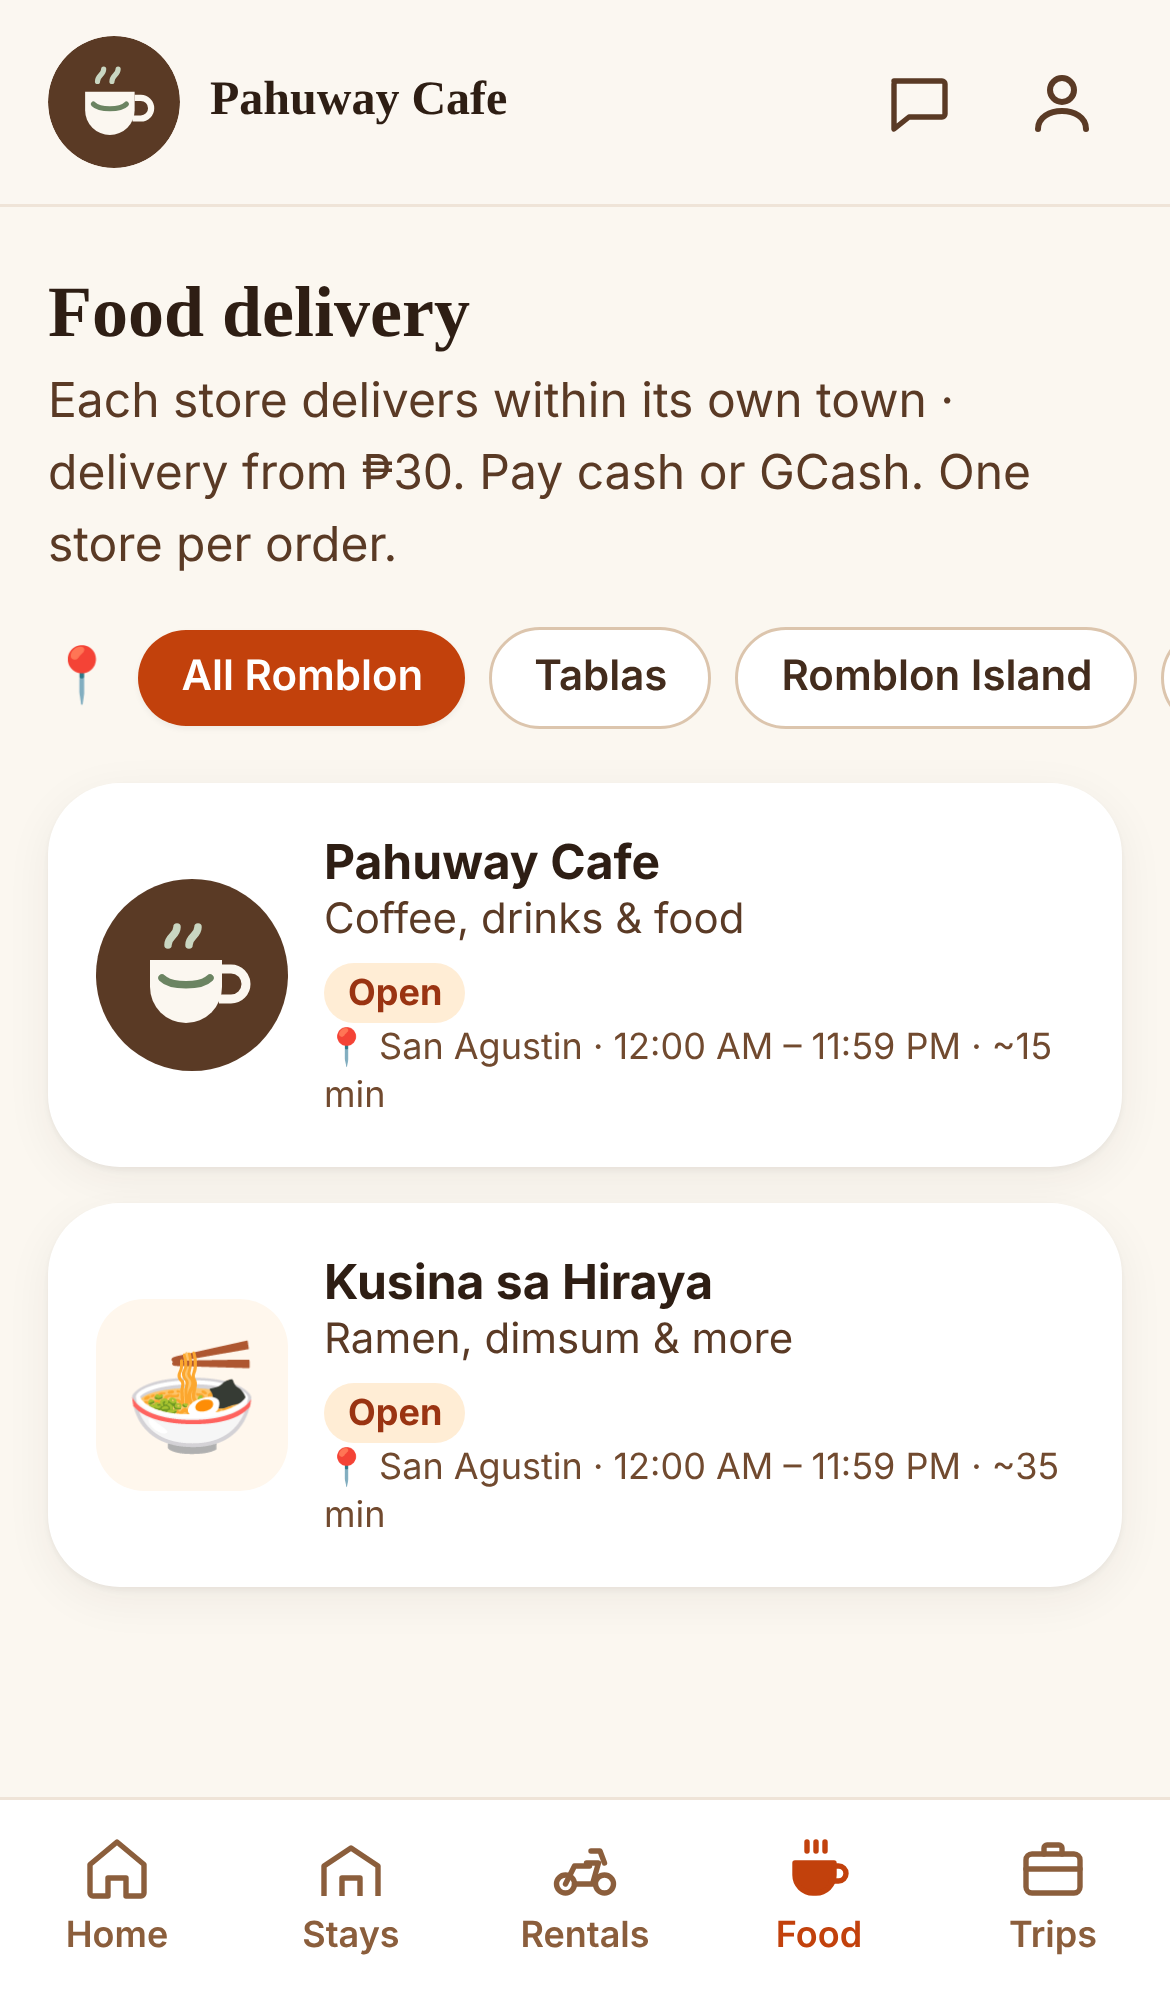 Pahuway Cafe
Food delivery
Each store delivers within its own town ·
delivery from ₱30. Pay cash or GCash. One
store per order.
All Romblon
Tablas
Romblon Island
Pahuway Cafe
Coffee, drinks & food
Open
San Agustin · 12:00 AM – 11:59 PM · ~15
min
Kusina sa Hiraya
Ramen, dimsum & more
Open
San Agustin · 12:00 AM – 11:59 PM · ~35
min
Home
Stays
Rentals
Food
Trips